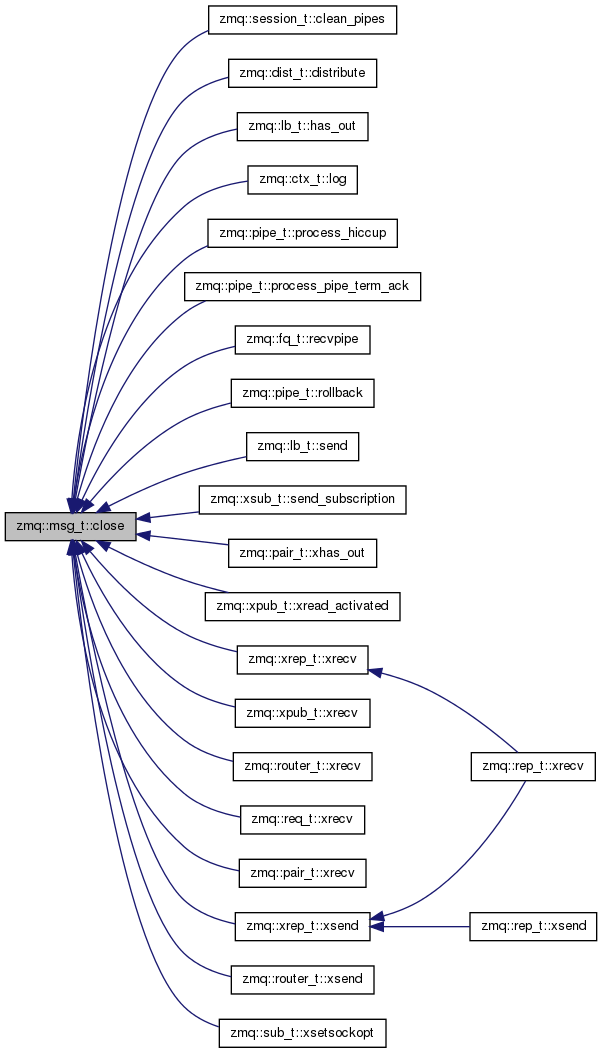 zmq::session_t::clean_pipes
zmq::dist_t::distribute
zmq::lb_t::has_out
zmq::ctx_t::log
zmq::pipe_t::process_hiccup
zmq::pipe_t::process_pipe_term_ack
zmq::fq_t::recvpipe
zmq::pipe_t::rollback
zmq::lb_t::send
zmq::xsub_t::send_subscription
zmq::msg_t::close
zmq::pair_t::xhas_out
zmq::xpub_t::xread_activated
zmq::xrep_t::xrecv
zmq::xpub_t::xrecv
zmq::router_t::xrecv
zmq::rep_t::xrecv
zmq::req_t::xrecv
zmq::pair_t::xrecv
zmq::xrep_t::xsend
zmq::rep_t::xsend
zmq::router_t::xsend
zmq::sub_t::xsetsockopt